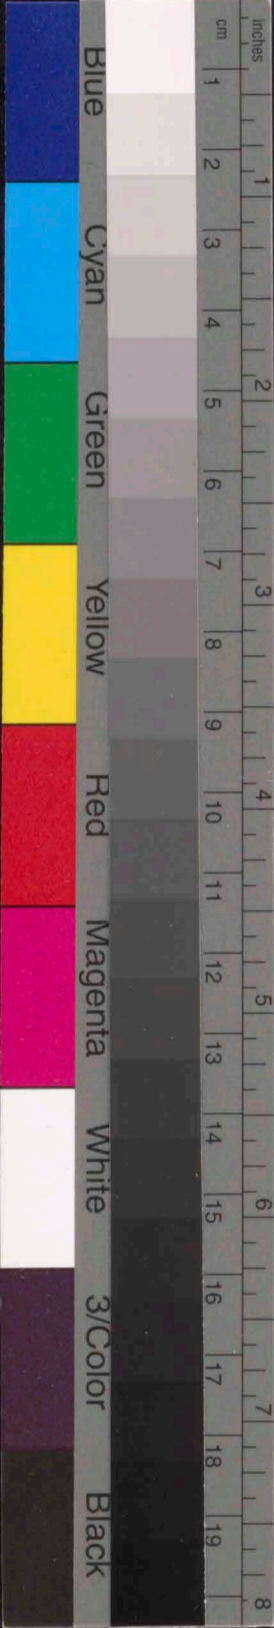 inches
1
2
3
4
5
6
7
8
cm
1
2
3
4
5
6
7
8
9
10
11
12
13
14
15
16
17
18
19
Blue
Cyan
Green
Yellow
Red
Magenta
White
3/Color
Black